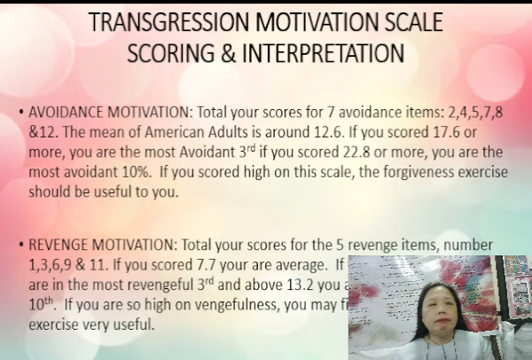 TRANSGRESSION MOTIVATION SCALE
SCORING & INTERPRETATION
• AVOIDANCE MOTIVATION: Total your scores for 7 avoidance items: 2,4,5,7,8
&12. The mean of American Adults is around 12.6. If you scored 17.6 or
more, you are the most Avoidant 3rd if you scored 22.8 or more, you are the
most avoidant 10%. If you scored high on this scale, the forgiveness exercise
should be useful to you.
• REVENGE MOTIVATION: Total your scores for the 5 revenge items, number
1,3,6,9 & 11. If you scored 7.7 your are average. If
are in the most revengeful 3rd and above 13.2 you
10th. If you are so high on vengefulness, you may
exercise very useful.